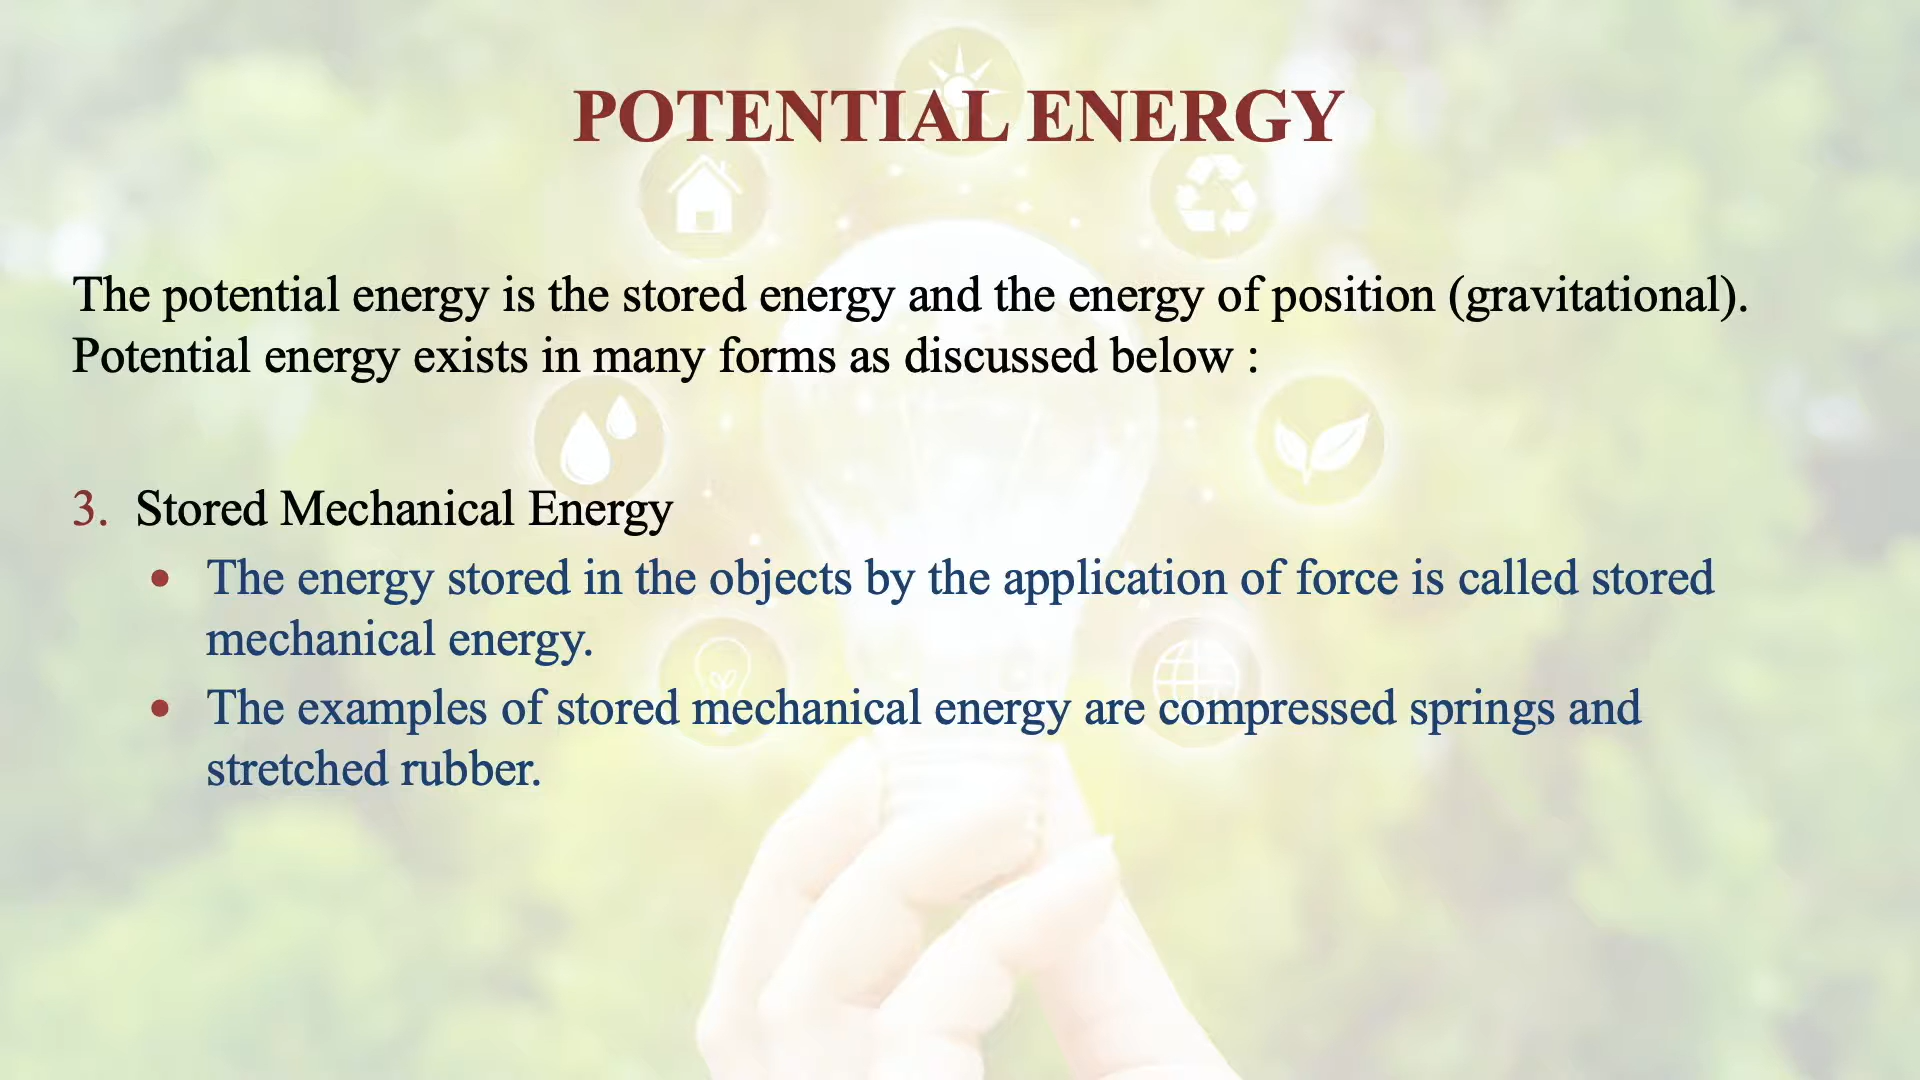 POTENTIAL ENERGY
The potential energy is the stored energy and the energy of position (gravitational).
Potential energy exists in many forms as discussed below :
3. Stored Mechanical Energy
• The energy stored in the objects by the application of force is called stored
mechanical energy.
• The examples of stored mechanical energy are compressed springs and
stretched rubber.